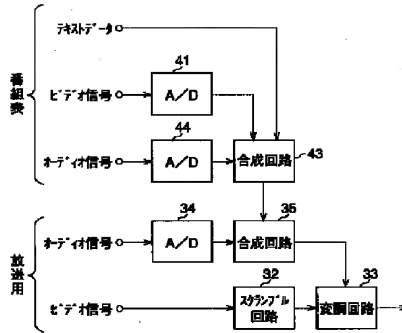 番組表
テキストデータ
41
ビデオ信号
A/D
44
オーディオ信号
A/D
合成回路
43
放送用
34
35
オーディオ信号
A/D
合成回路
32
33
ビデオ信号
スクランブル
回路
変調回路